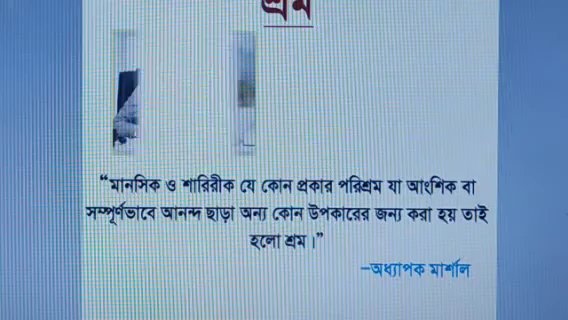 শ্রম
“মানসিক ও শারিরীক যে কোন প্রকার পরিশ্রম যা আংশিক বা
সম্পূর্ণভাবে আনন্দ ছাড়া অন্য কোন উপকারের জন্য করা হয় তাই
হলো শ্রম।”
–অধ্যাপক মার্শাল